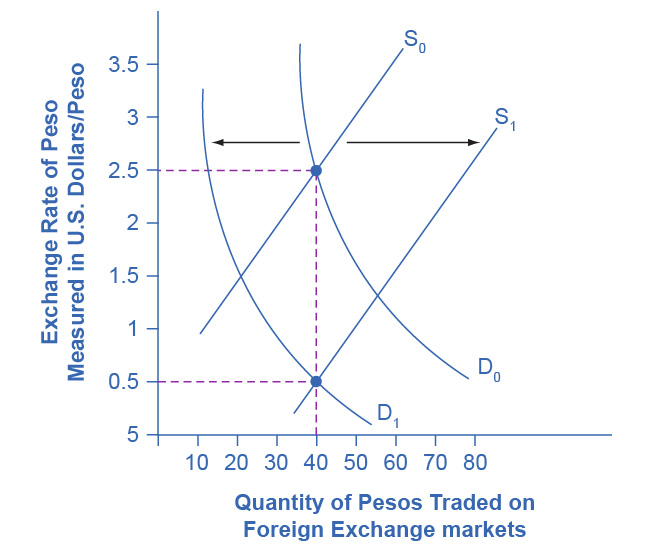 Exchange Rate of Peso
Measured in U.S. Dollars/Peso
3.5
3
2.5
2
1.5
1
0.5
5
S0
S1
D0
D1
10 20 30 40 50 60 70 80
Quantity of Pesos Traded on
Foreign Exchange markets